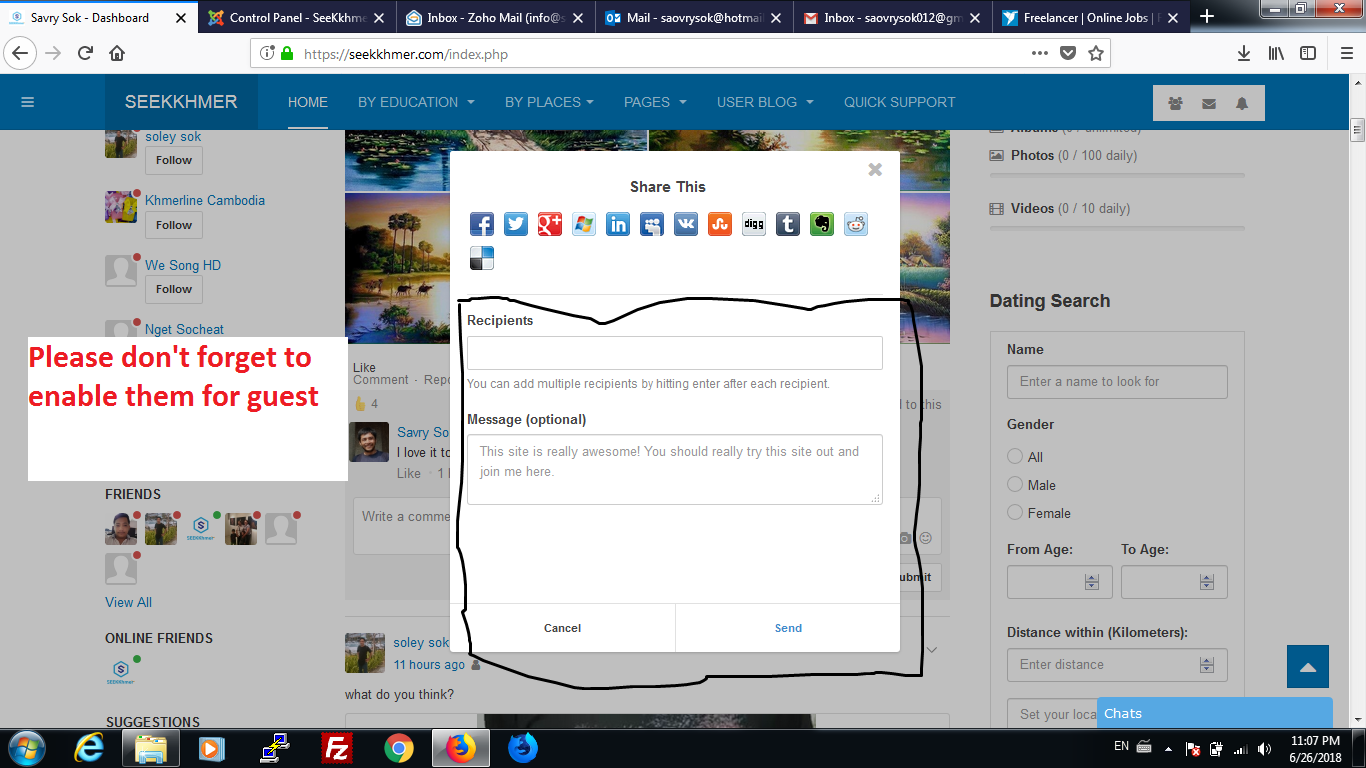 Savry Sok - Dashboard
Control Panel - SeeKkhme
Inbox - Zoho Mail (info@s
Mail - saovrysok@hotmail
Inbox - saovrysok012@gm
Freelancer | Online Jobs |
https://seekkhmer.com/index.php
SEEKKHMER
HOME
BY EDUCATION
BY PLACES
PAGES
USER BLOG
QUICK SUPPORT
soley sok
Follow
Khmerline Cambodia
Follow
We Song HD
Follow
Nget Socheat
Please don't forget to
enable them for guest
FRIENDS
SEEKKhmer
View All
ONLINE FRIENDS
SEEKKhmer
SUGGESTIONS
Like
Comment · Repo
4
d to this
Savry So
I love it to
Like · 1
Write a comme
ubmit
soley sok
11 hours ago
what do you think?
Share This
digg
Recipients
You can add multiple recipients by hitting enter after each recipient.
Message (optional)
This site is really awesome! You should really try this site out and
join me here.
Cancel
Send
Albums (0 / unlimited)
Photos (0 / 100 daily)
Videos (0 / 10 daily)
Dating Search
Name
Enter a name to look for
Gender
All
Male
Female
From Age:
To Age:
Distance within (Kilometers):
Enter distance
Set your loca
Chats
EN
11:07 PM
6/26/2018